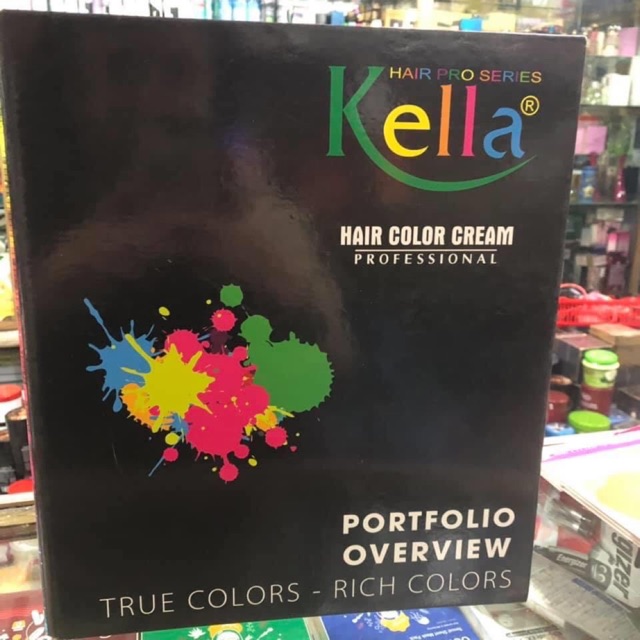 HAIR PRO SERIES
Kella®
HAIR COLOR CREAM
PROFESSIONAL
PORTFOLIO
OVERVIEW
TRUE COLORS - RICH COLORS